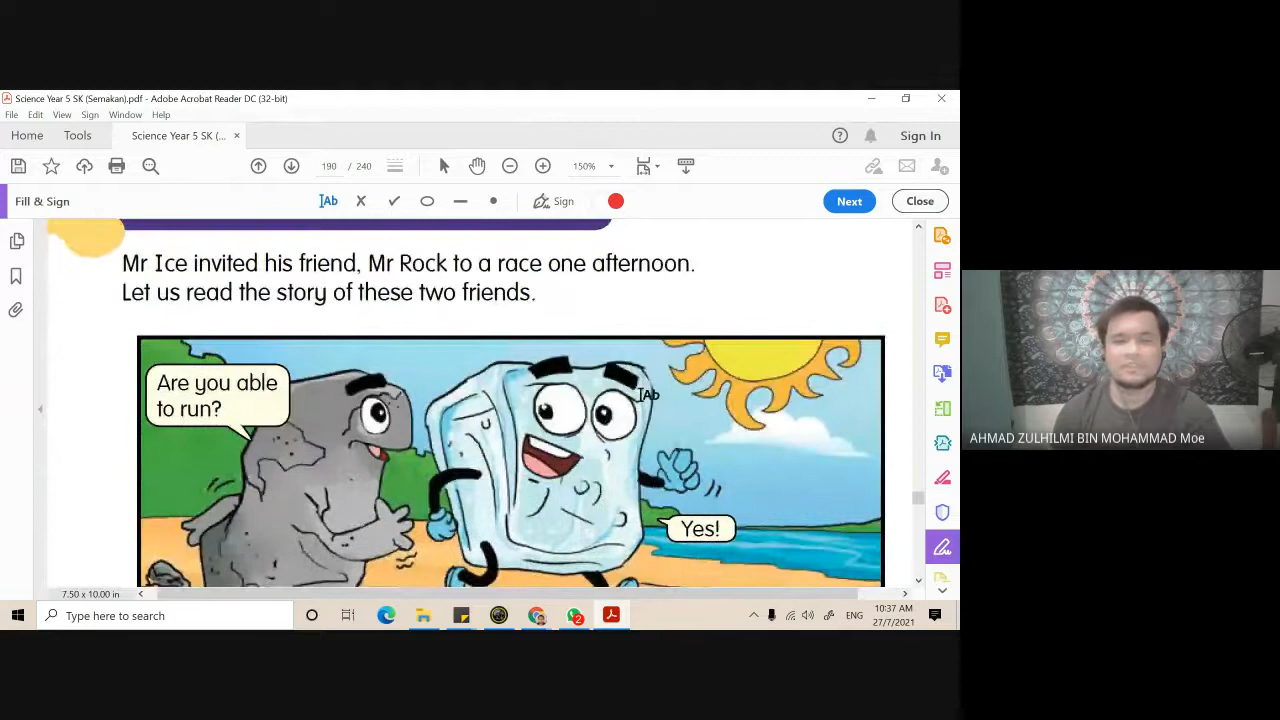 Science Year 5 SK (Semakan).pdf - Adobe Acrobat Reader DC (32-bit)
File Edit View Sign Window Help
Home Tools Science Year 5 SK (... × Sign In
190 / 240 150%
Fill & Sign IAb Sign Next Close
Mr Ice invited his friend, Mr Rock to a race one afternoon.
Let us read the story of these two friends.
Are you able
to run?
IAb
Yes!
AHMAD ZULHILMI BIN MOHAMMAD Moe
7.50 x 10.00 in
Type here to search
2
ENG
10:37 AM
27/7/2021